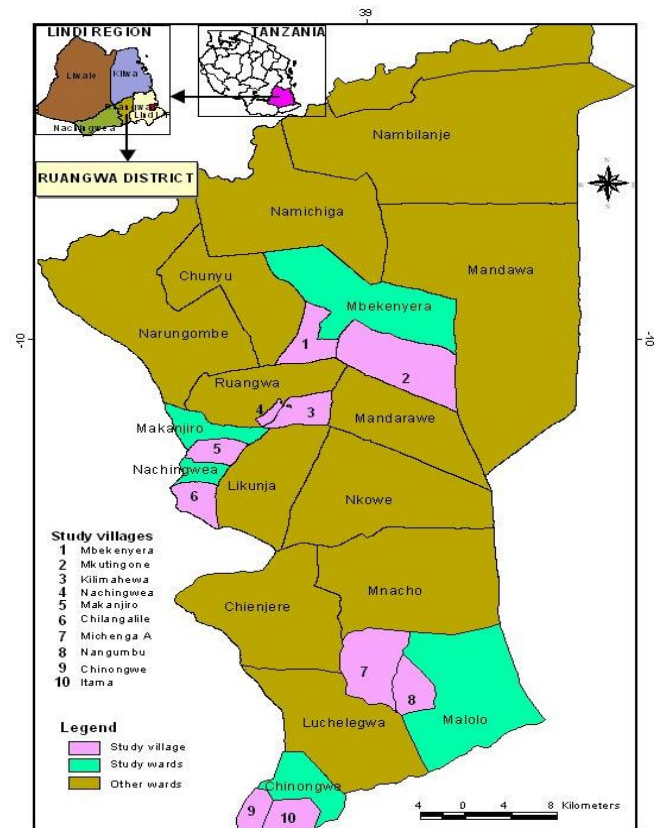 39
LINDI REGION
TANZANIA
Liwale
Kilwa
Ruangwa
Nachingwea
RUANGWA DISTRICT
Nambilanje
N
W
Namichiga
Mandawa
Chunyu
Mbekenyera
Narungombe
-10
-10
1
2
Ruangwa
4
3
Makanjiro
Mandarawe
5
Nachingwea
Likunja
6
Nkowe
Study villages
1 Mbekenyera
2 Mkutingone
3 Kilimahewa
4 Nachingwea
5 Makanjiro
6 Chilangalile
7 Michenga A
8 Nangumbu
9 Chinongwe
10 Itama
Mnacho
Chienjere
7
8
Malolo
Luchelegwa
Legend
Study village
Study wards
Other wards
Chinongwe
9
10
4 0 4 8 Kilometers